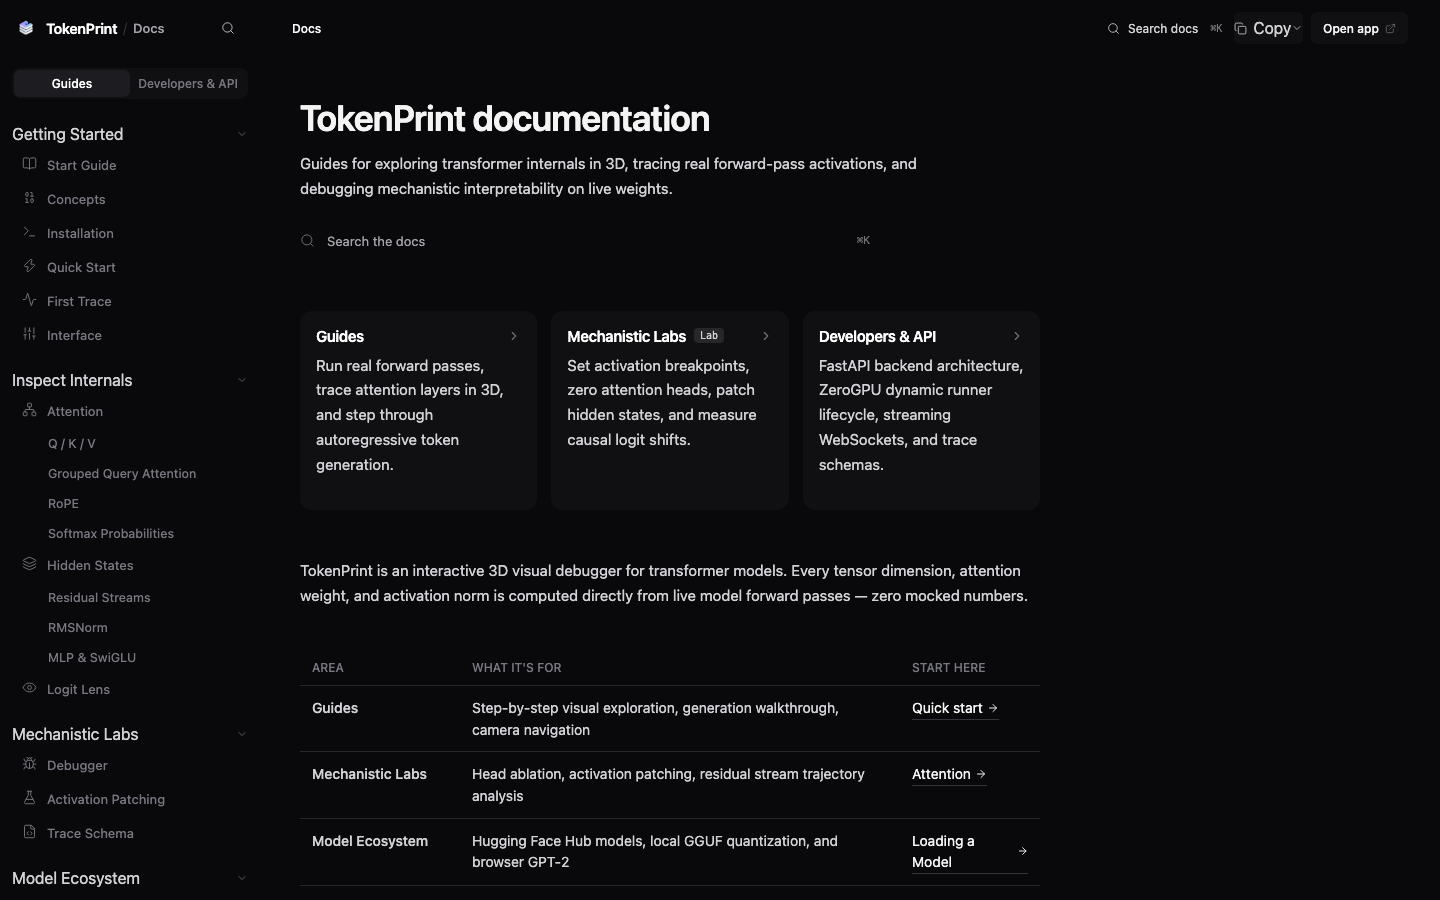 TokenPrint / Docs
Docs
Search docs ⌘K
Copy
Open app
Guides
Developers & API
Getting Started
Start Guide
Concepts
Installation
Quick Start
First Trace
Interface
Inspect Internals
Attention
Q / K / V
Grouped Query Attention
RoPE
Softmax Probabilities
Hidden States
Residual Streams
RMSNorm
MLP & SwiGLU
Logit Lens
Mechanistic Labs
Debugger
Activation Patching
Trace Schema
Model Ecosystem
TokenPrint documentation
Guides for exploring transformer internals in 3D, tracing real forward-pass activations, and
debugging mechanistic interpretability on live weights.
Search the docs ⌘K
Guides
Run real forward passes,
trace attention layers in 3D,
and step through
autoregressive token
generation.
Mechanistic Labs Lab
Set activation breakpoints,
zero attention heads, patch
hidden states, and measure
causal logit shifts.
Developers & API
FastAPI backend architecture,
ZeroGPU dynamic runner
lifecycle, streaming
WebSockets, and trace
schemas.
TokenPrint is an interactive 3D visual debugger for transformer models. Every tensor dimension, attention
weight, and activation norm is computed directly from live model forward passes — zero mocked numbers.
AREA WHAT IT'S FOR START HERE
Guides
Step-by-step visual exploration, generation walkthrough,
camera navigation
Quick start →
Mechanistic Labs
Head ablation, activation patching, residual stream trajectory
analysis
Attention →
Model Ecosystem
Hugging Face Hub models, local GGUF quantization, and
browser GPT-2
Loading a
Model →